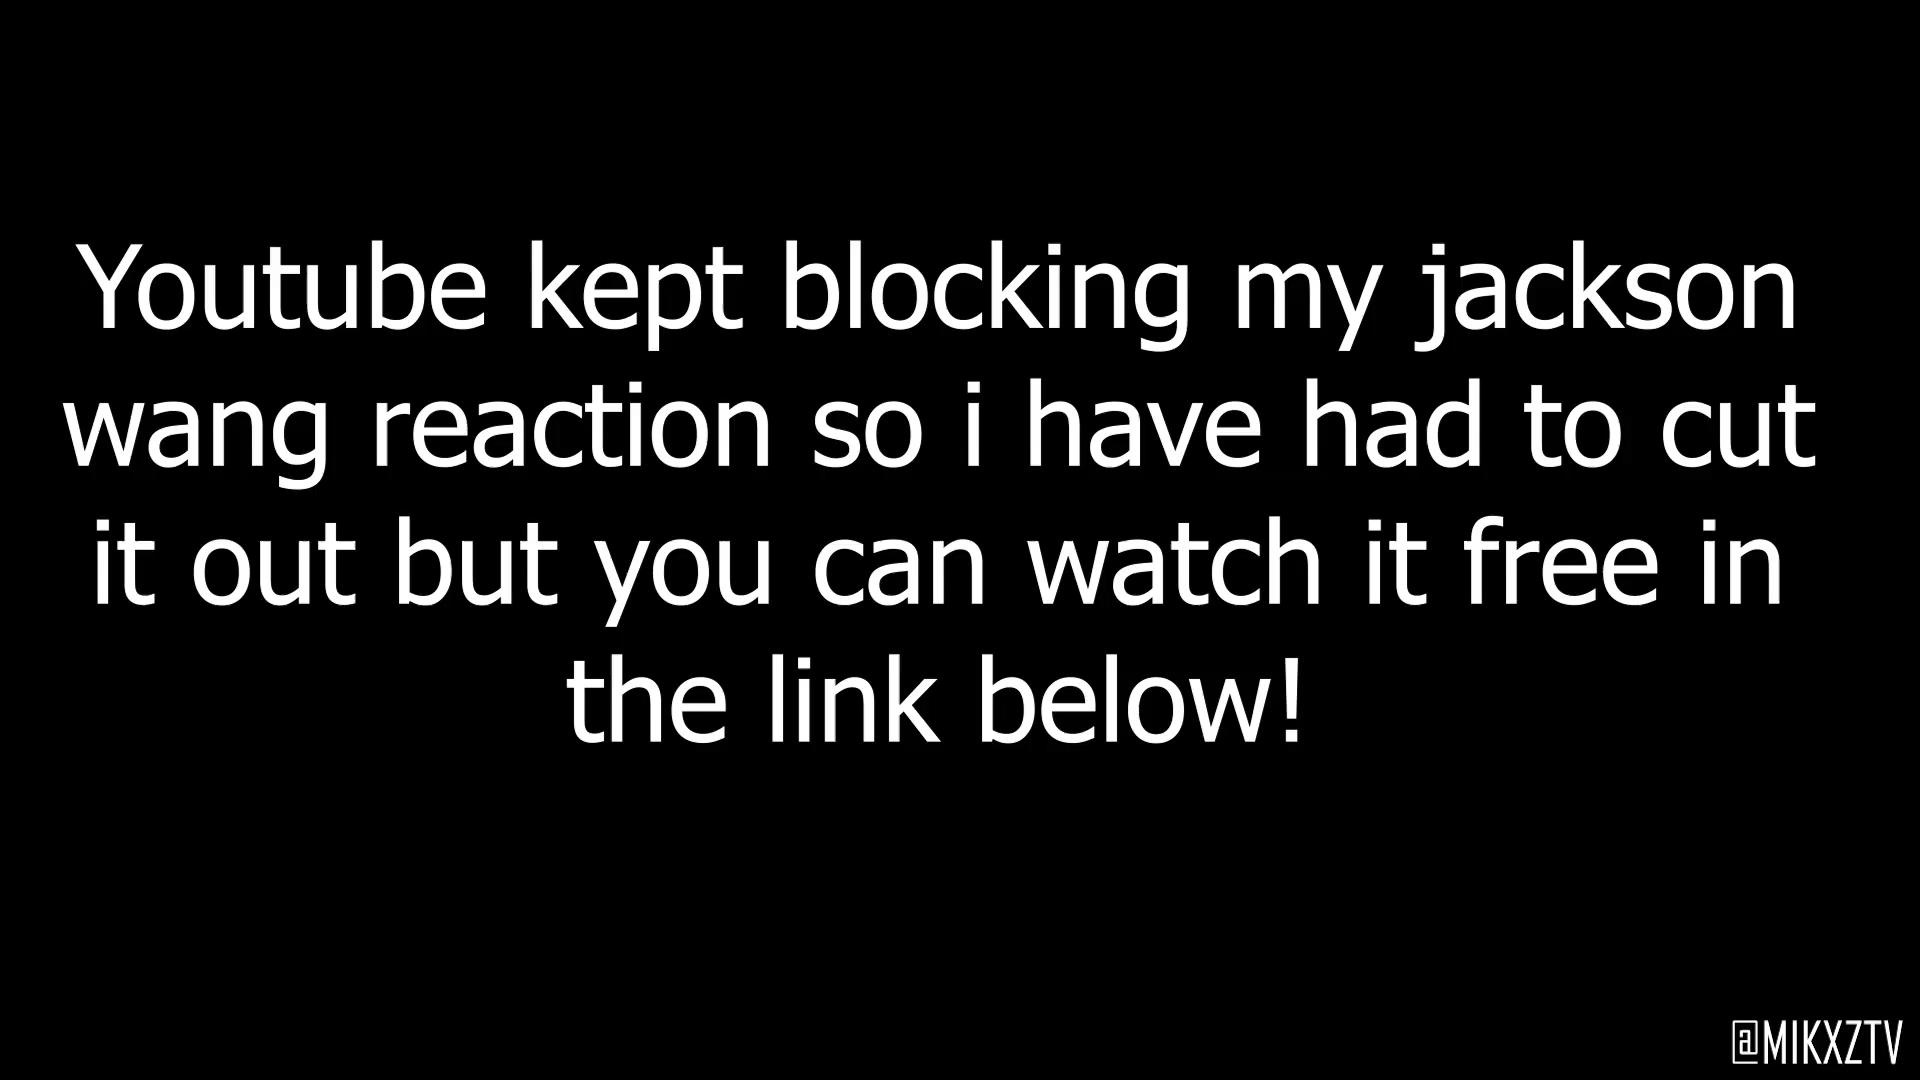 Youtube kept blocking my jackson
wang reaction so i have had to cut
it out but you can watch it free in
the link below!
@MIKXZTV